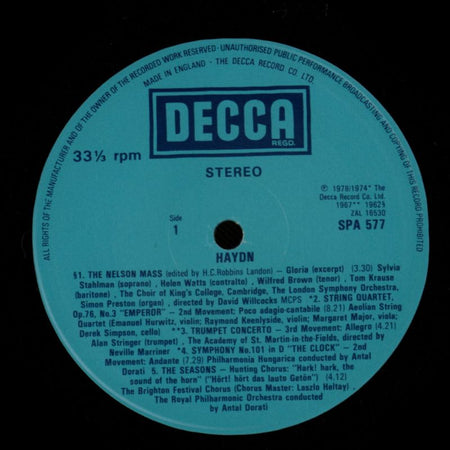 ALL RIGHTS OF THE MANUFACTURER AND OF THE OWNER OF THE RECORDED WORK RESERVED · UNAUTHORISED PUBLIC PERFORMANCE BROADCASTING AND COPYING OF THIS RECORD PROHIBITED
MADE IN ENGLAND · THE DECCA RECORD CO. LTD.
DECCA
REGD.
33⅓ rpm
STEREO
℗ 1978/1974* The
Decca Record Co. Ltd.
1967** 1962§
ZAL 16530
Side
1
SPA 577
HAYDN
§1. THE NELSON MASS (edited by H.C.Robbins Landon) – Gloria (excerpt) (3.30) Sylvia
Stahlman (soprano), Helen Watts (contralto), Wilfred Brown (tenor), Tom Krause
(baritone), The Choir of King's College, Cambridge, The London Symphony Orchestra,
Simon Preston (organ), directed by David Willcocks MCPS *2. STRING QUARTET,
Op.76, No.3 "EMPEROR" – 2nd Movement: Poco adagio-cantabile (8.21) Aeolian String
Quartet (Emanuel Hurwitz, violin; Raymond Keenlyside, violin; Margaret Major, viola;
Derek Simpson, cello) **3. TRUMPET CONCERTO – 3rd Movement: Allegro (4.21)
Alan Stringer (trumpet), The Academy of St. Martin-in-the-Fields, directed by
Neville Marriner *4. SYMPHONY No.101 in D "THE CLOCK" – 2nd
Movement: Andante (7.29) Philharmonia Hungarica conducted by Antal
Dorati 5. THE SEASONS – Hunting Chorus: "Hark! hark, the
sound of the horn" ("Hört! hört das lauto Getön") (4.12)
The Brighton Festival Chorus (Chorus Master: Laszlo Heltay),
The Royal Philharmonic Orchestra conducted
by Antal Dorati